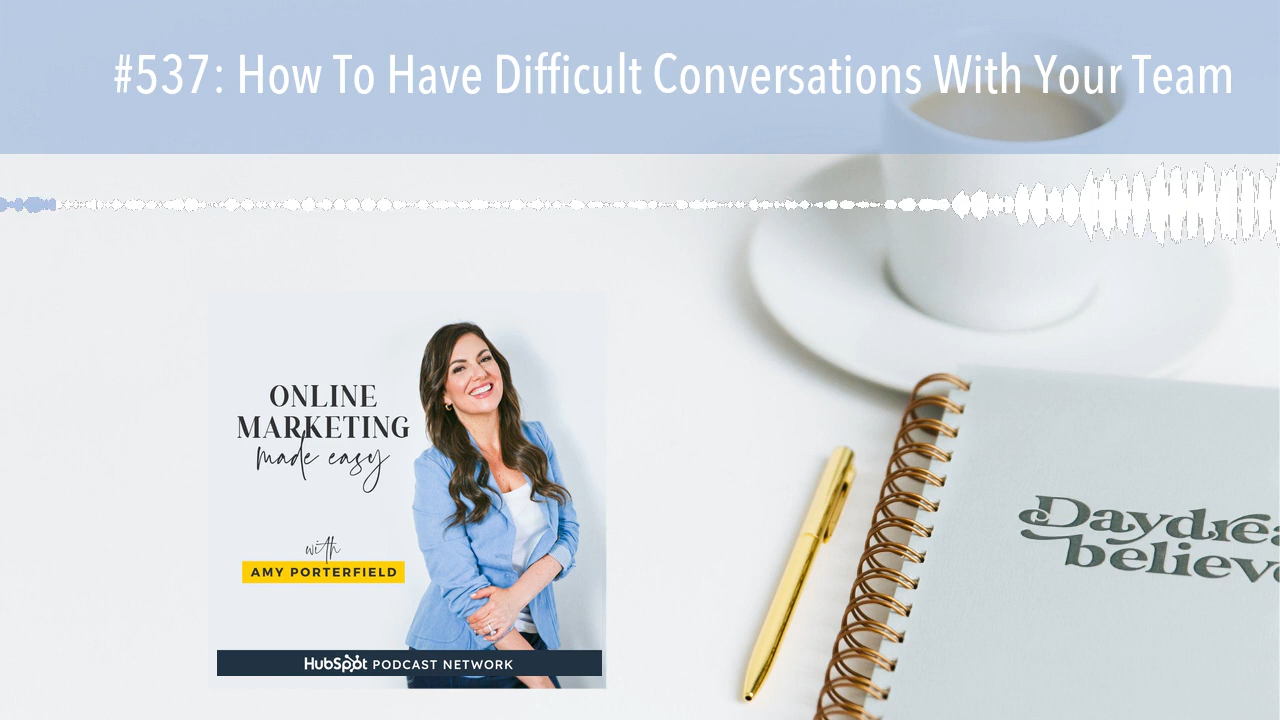 #537: How To Have Difficult Conversations With Your Team
ONLINE
MARKETING
made easy
with
AMY PORTERFIELD
HubSpot PODCAST NETWORK
Daydrea
believe